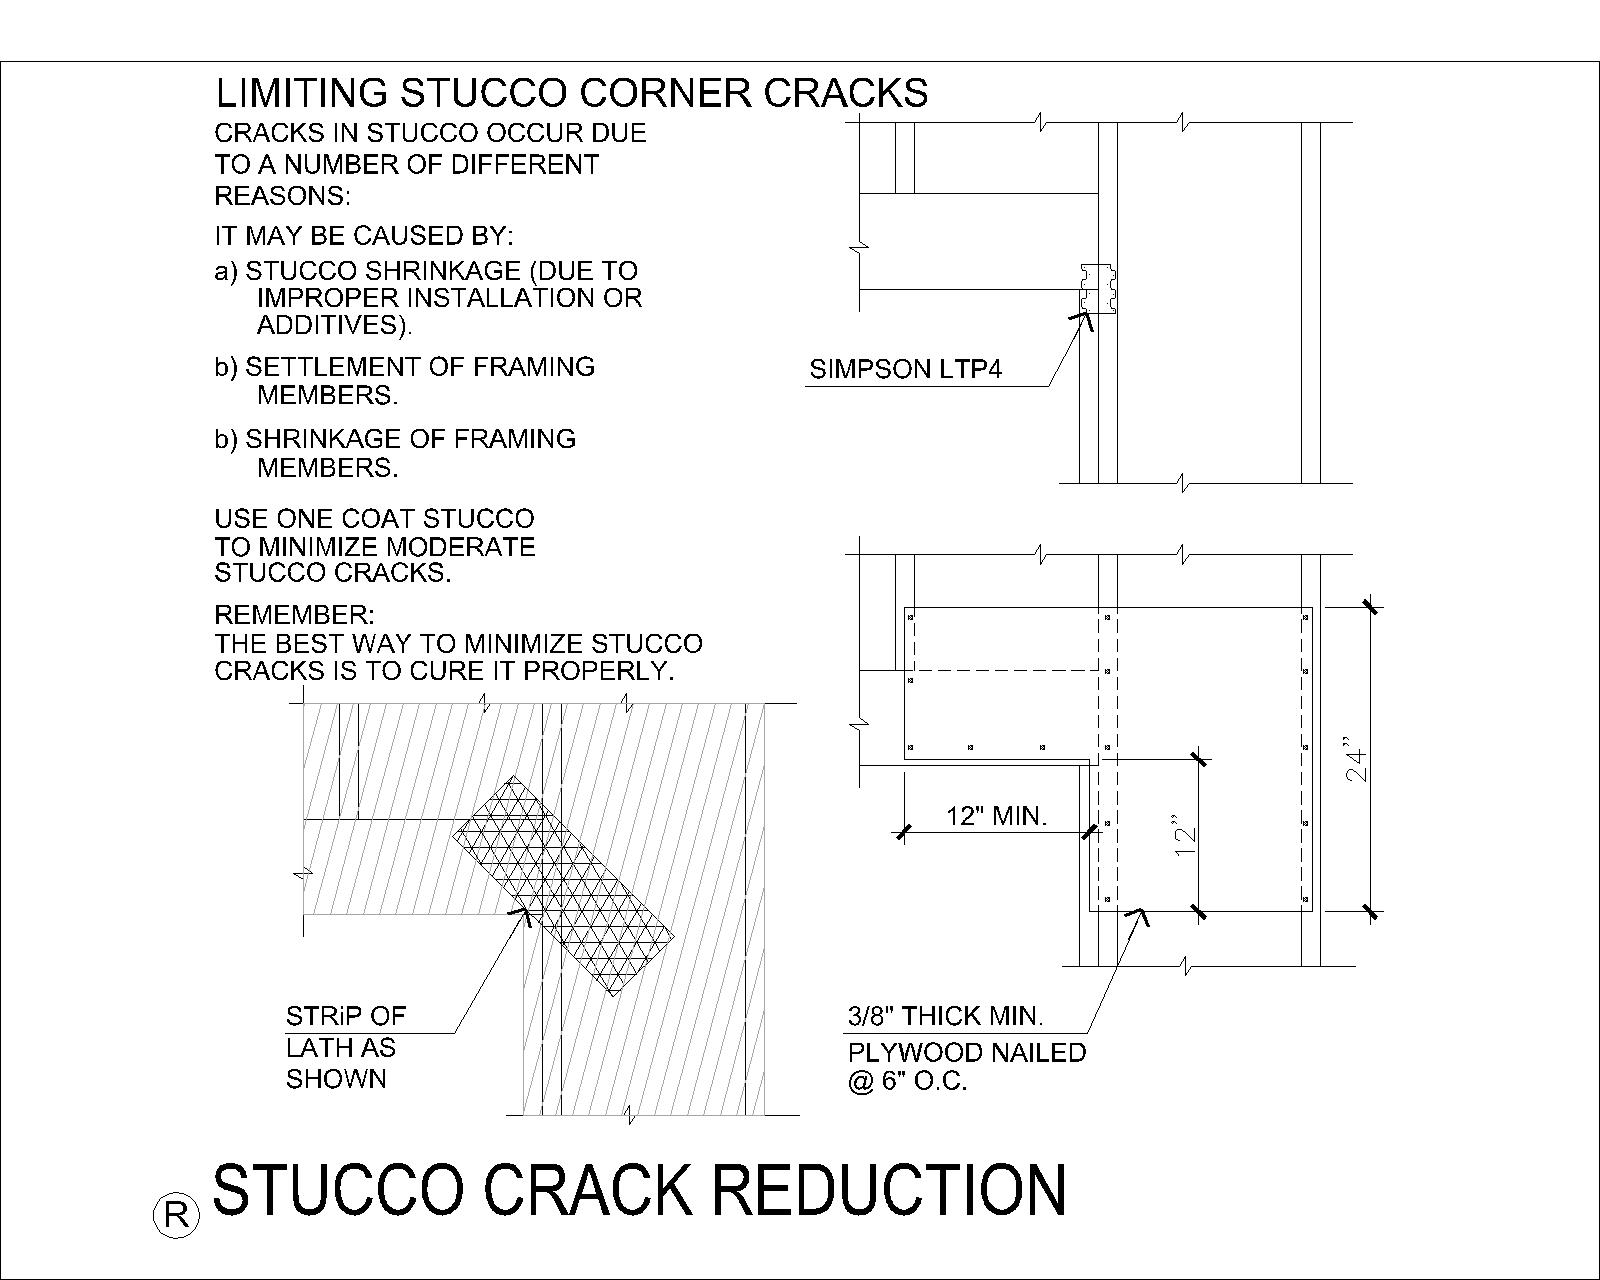 LIMITING STUCCO CORNER CRACKS
CRACKS IN STUCCO OCCUR DUE
TO A NUMBER OF DIFFERENT
REASONS:
IT MAY BE CAUSED BY:
a) STUCCO SHRINKAGE (DUE TO
IMPROPER INSTALLATION OR
ADDITIVES).
b) SETTLEMENT OF FRAMING
MEMBERS.
b) SHRINKAGE OF FRAMING
MEMBERS.
USE ONE COAT STUCCO
TO MINIMIZE MODERATE
STUCCO CRACKS.
REMEMBER:
THE BEST WAY TO MINIMIZE STUCCO
CRACKS IS TO CURE IT PROPERLY.
SIMPSON LTP4
24”
12" MIN.
12”
STRiP OF
LATH AS
SHOWN
3/8" THICK MIN.
PLYWOOD NAILED
@ 6" O.C.
R STUCCO CRACK REDUCTION